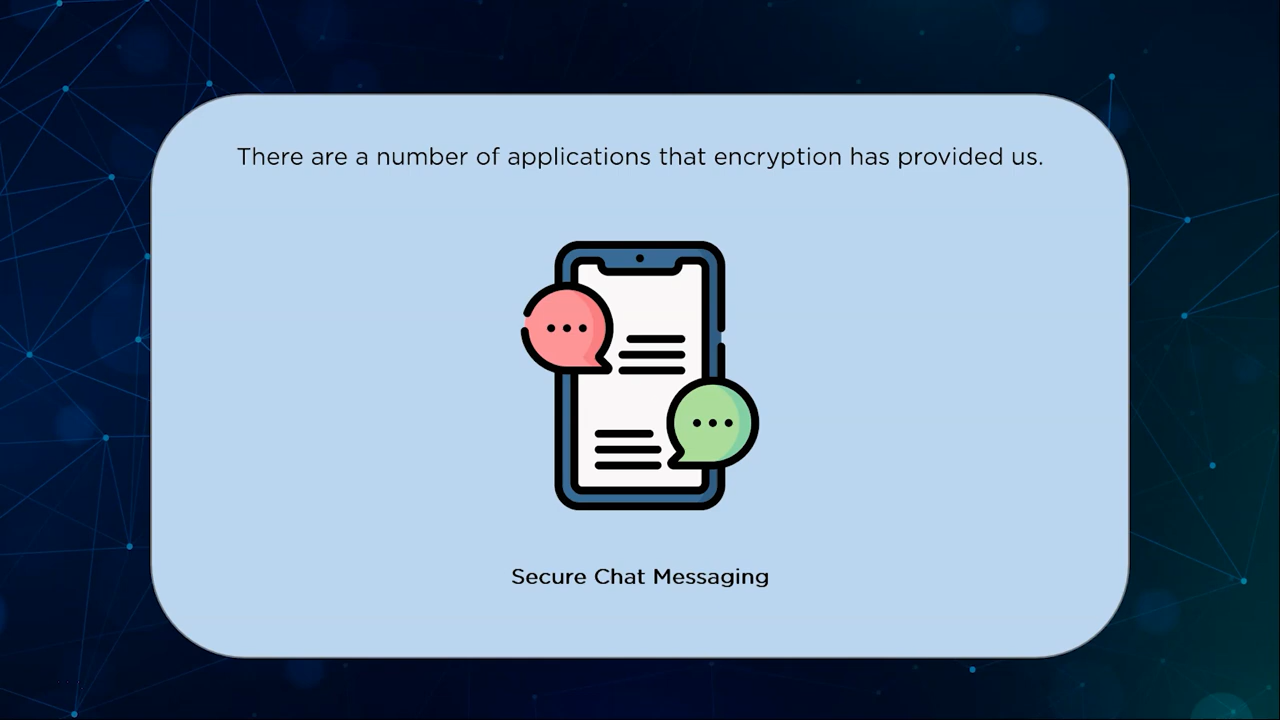 There are a number of applications that encryption has provided us.
Secure Chat Messaging